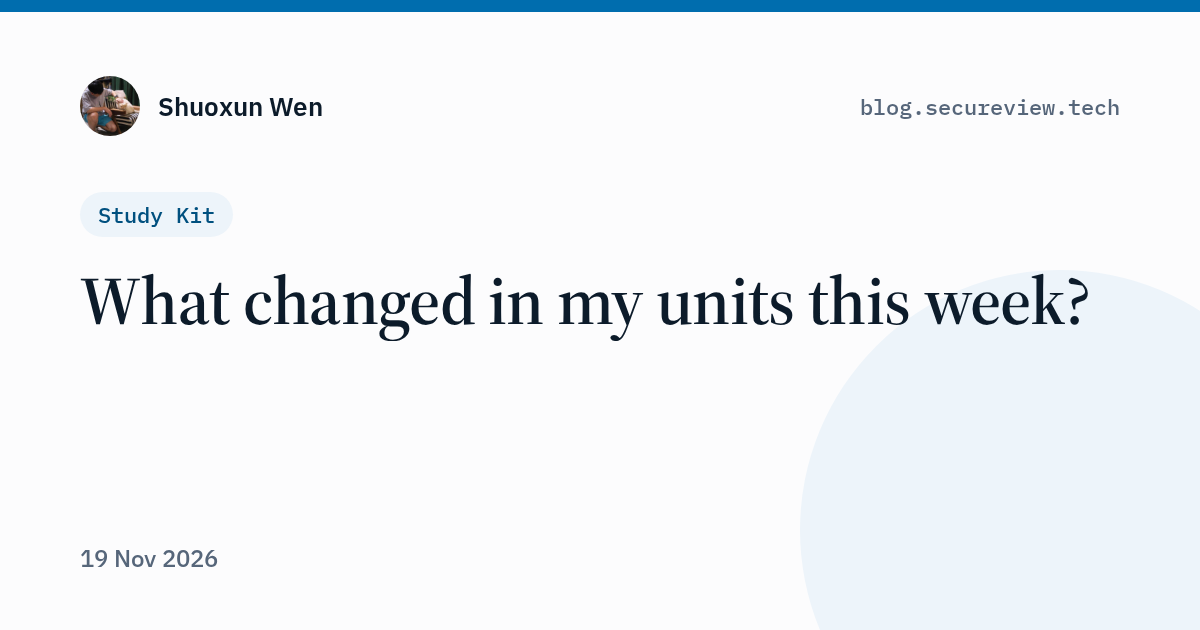 Shuoxun Wen
blog.secureview.tech
Study Kit
What changed in my units this week?
19 Nov 2026